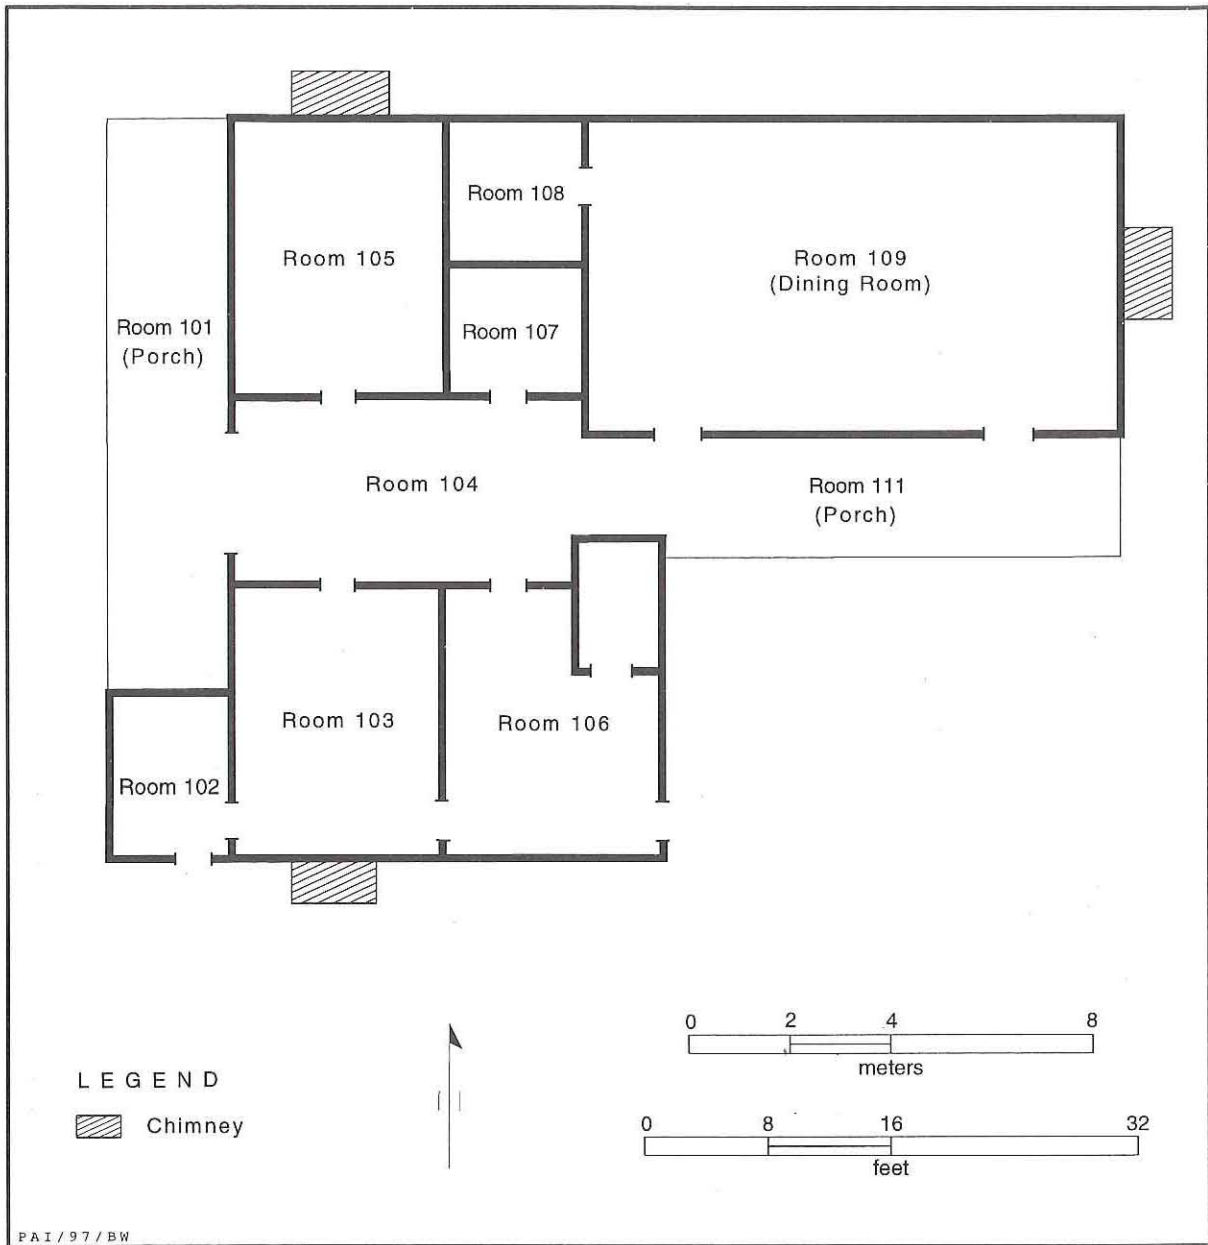 Room 108
Room 105
Room 109
(Dining Room)
Room 101
(Porch)
Room 107
Room 104
Room 111
(Porch)
Room 103
Room 106
Room 102
0 2 4 8
meters
LEGEND
Chimney
0 8 16 32
feet
PAI/97/BW